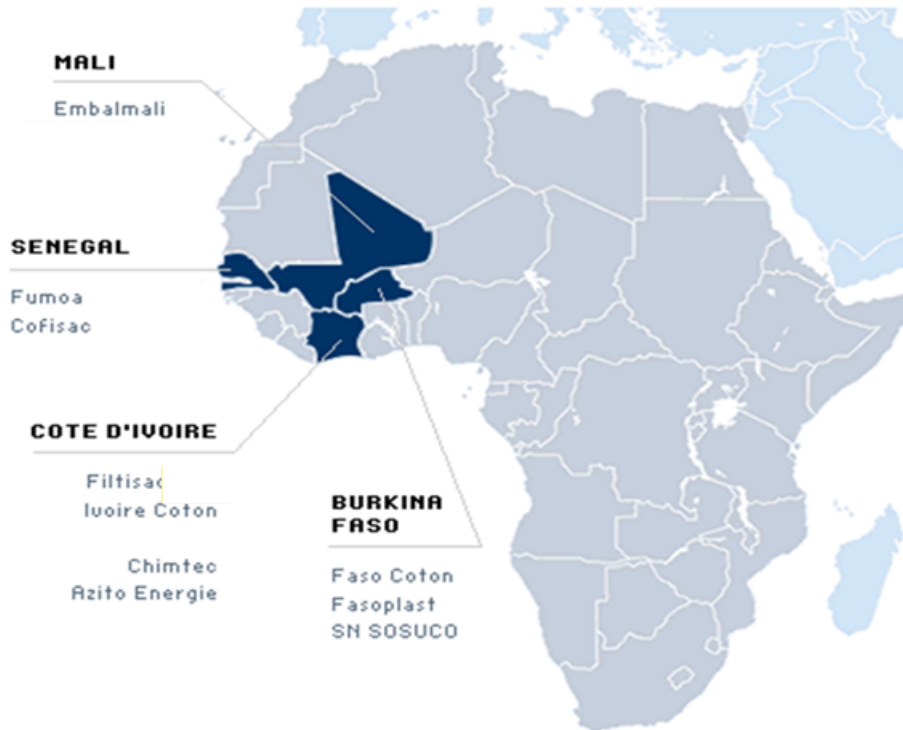 MALI
Embalmali
SENEGAL
Fumoa
Cofisac
COTE D'IVOIRE
Filtisac
Ivoire Coton
Chimtec
Azito Energie
BURKINA
FASO
Faso Coton
Fasoplast
SN SOSUCO